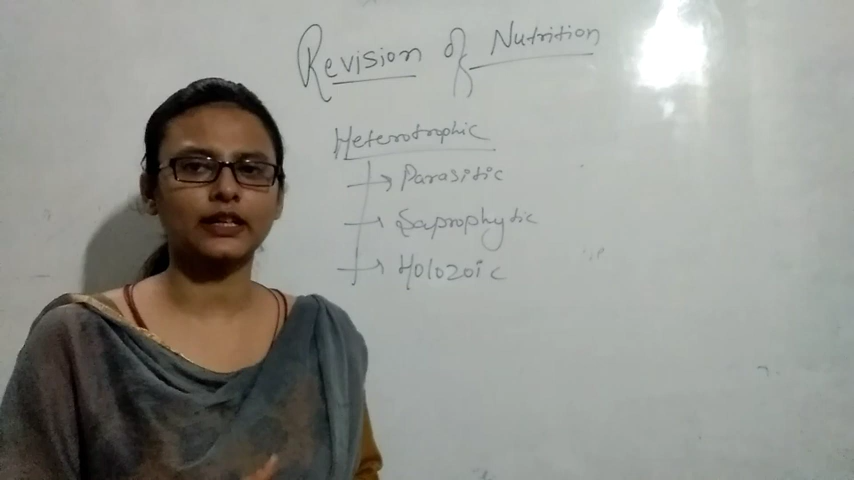 Revision of Nutrition
Heterotrophic
Parasitic
Saprophytic
Holozoic